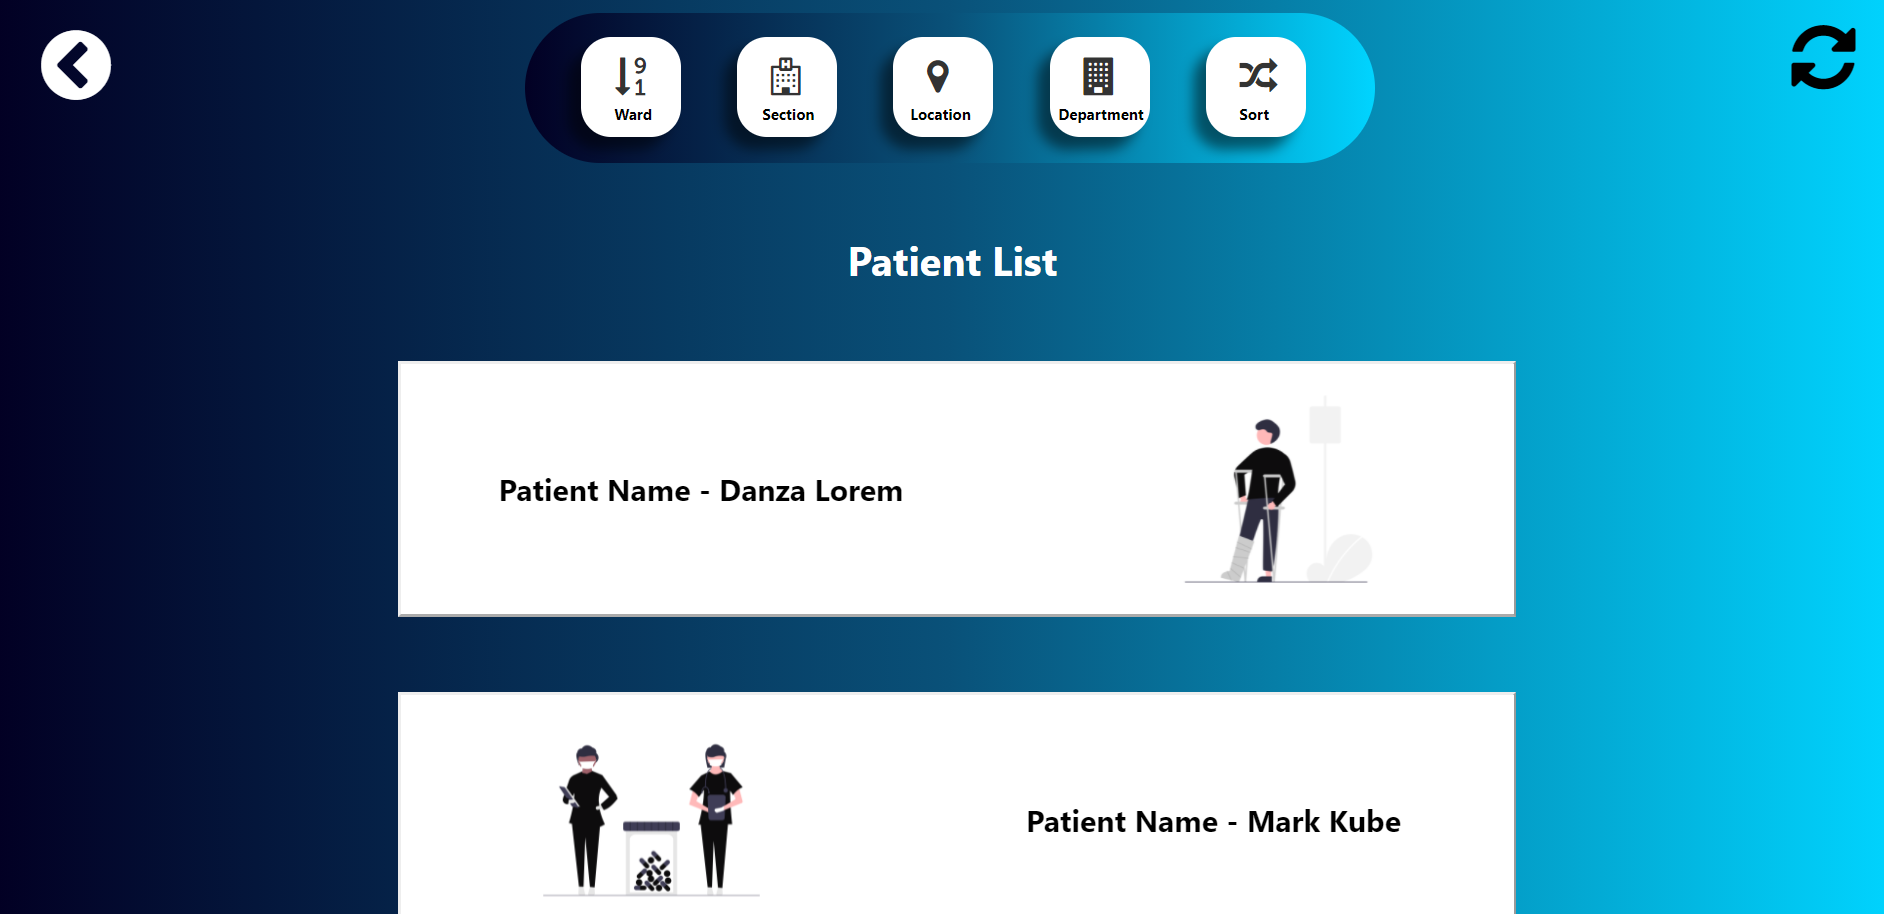 9
1
Ward
H
Section
Location
Department
Sort
Patient List
Patient Name - Danza Lorem
Patient Name - Mark Kube